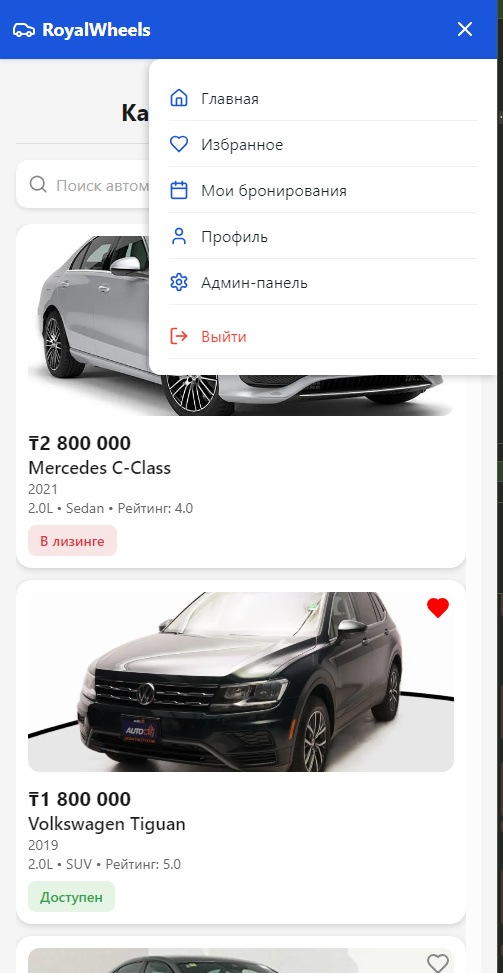 RoyalWheels
Ка
Главная
Избранное
Поиск автом
Мои бронирования
Профиль
Админ-панель
Выйти
₸2 800 000
Mercedes C-Class
2021
2.0L • Sedan • Рейтинг: 4.0
В лизинге
AUTO
₸1 800 000
Volkswagen Tiguan
2019
2.0L • SUV • Рейтинг: 5.0
Доступен